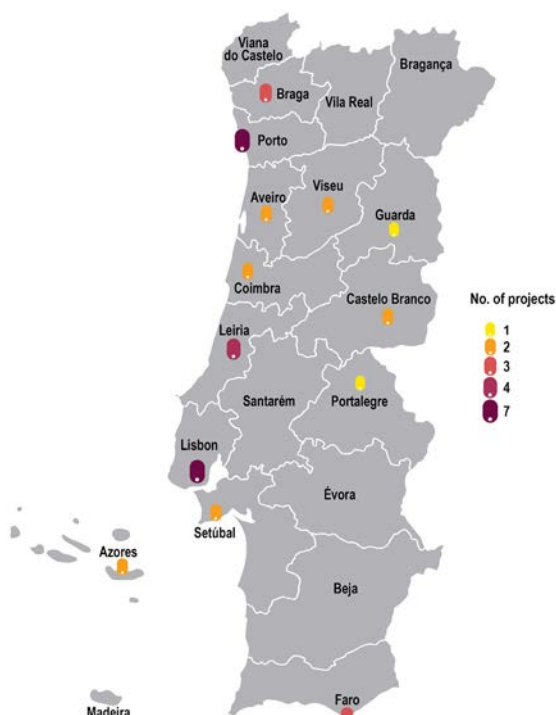 Viana
do Castelo
Bragança
Braga
Vila Real
Porto
Aveiro
Viseu
Guarda
Coimbra
Castelo Branco
No. of projects
1
2
3
4
7
Leiria
Santarém
Portalegre
Lisbon
Évora
Setúbal
Azores
Beja
Faro
Madeira